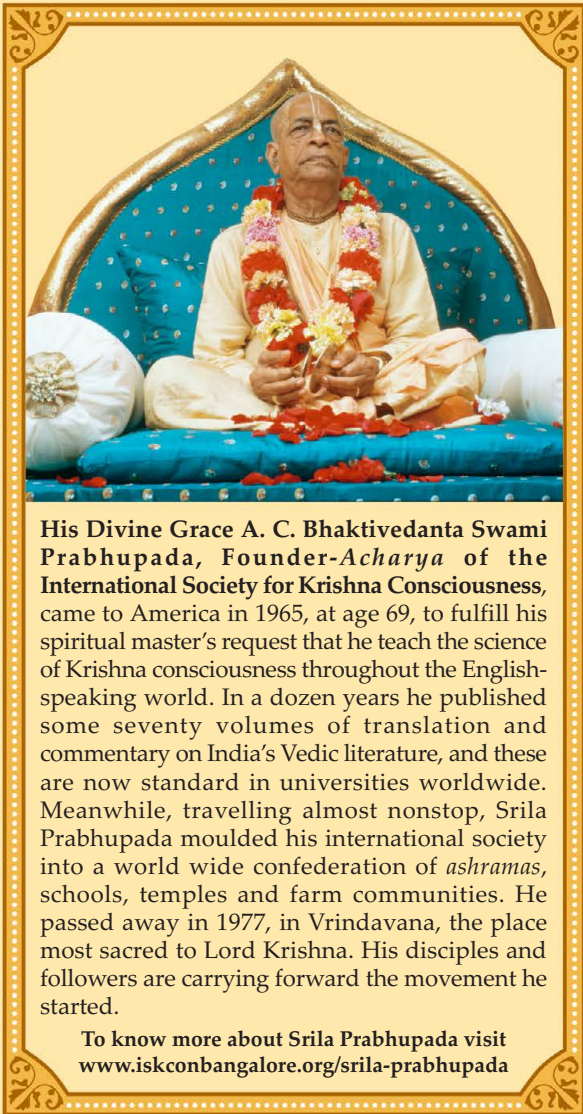 His Divine Grace A. C. Bhaktivedanta Swami
Prabhupada, Founder-Acharya of the
International Society for Krishna Consciousness,
came to America in 1965, at age 69, to fulfill his
spiritual master's request that he teach the science
of Krishna consciousness throughout the English-
speaking world. In a dozen years he published
some seventy volumes of translation and
commentary on India's Vedic literature, and these
are now standard in universities worldwide.
Meanwhile, travelling almost nonstop, Srila
Prabhupada moulded his international society
into a world wide confederation of ashramas,
schools, temples and farm communities. He
passed away in 1977, in Vrindavana, the place
most sacred to Lord Krishna. His disciples and
followers are carrying forward the movement he
started.
To know more about Srila Prabhupada visit
www.iskconbangalore.org/srila-prabhupada